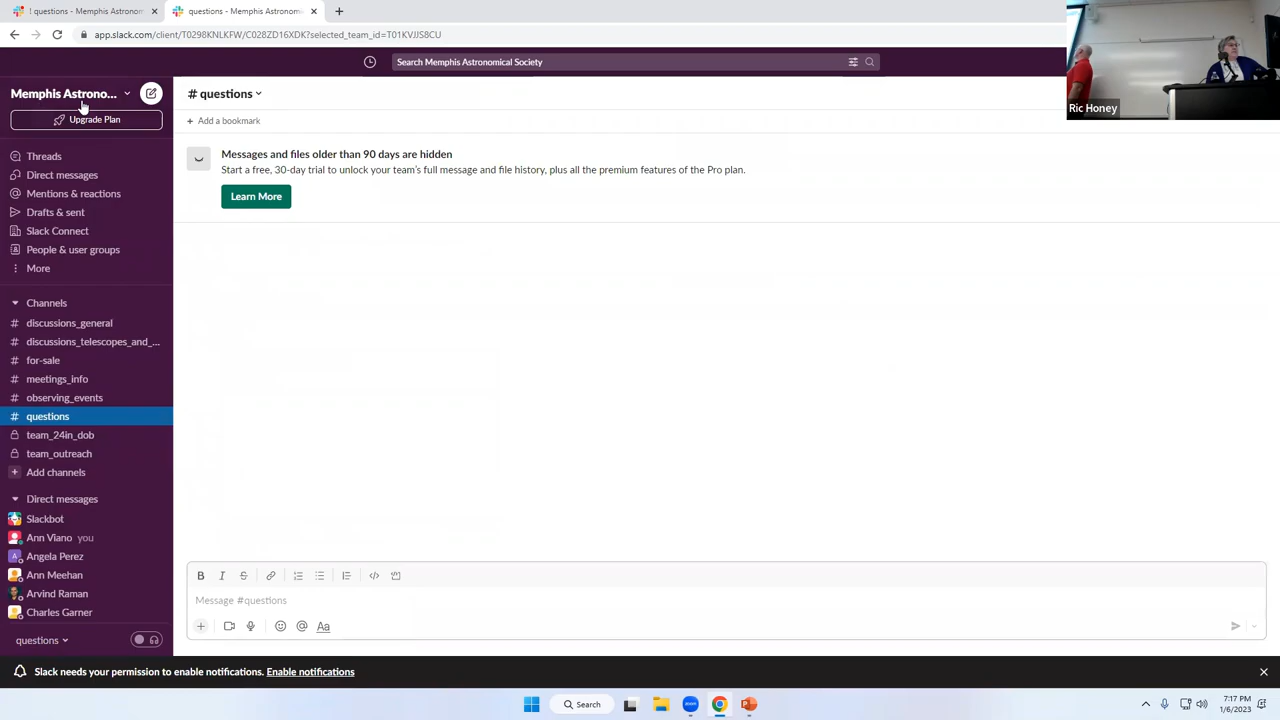 ! questions - Memphis Astronom
questions - Memphis Astronomi
app.slack.com/client/T0298KNLKFW/C028ZD16XDK?selected_team_id=T01KVJJS8CU
Search Memphis Astronomical Society
Memphis Astrono...
Upgrade Plan
# questions
Ric Honey
Add a bookmark
Threads
Direct messages
Mentions & reactions
Drafts & sent
Slack Connect
People & user groups
More
Messages and files older than 90 days are hidden
Start a free, 30-day trial to unlock your team's full message and file history, plus all the premium features of the Pro plan.
Learn More
Channels
# discussions_general
# discussions_telescopes_and_...
# for-sale
# meetings_info
# observing_events
# questions
team_24in_dob
team_outreach
+ Add channels
Direct messages
Slackbot
Ann Viano you
Angela Perez
Ann Meehan
Arvind Raman
Charles Garner
questions
B I S
Message #questions
Aa
Slack needs your permission to enable notifications. Enable notifications
Search
zoom
7:17 PM
1/6/2023